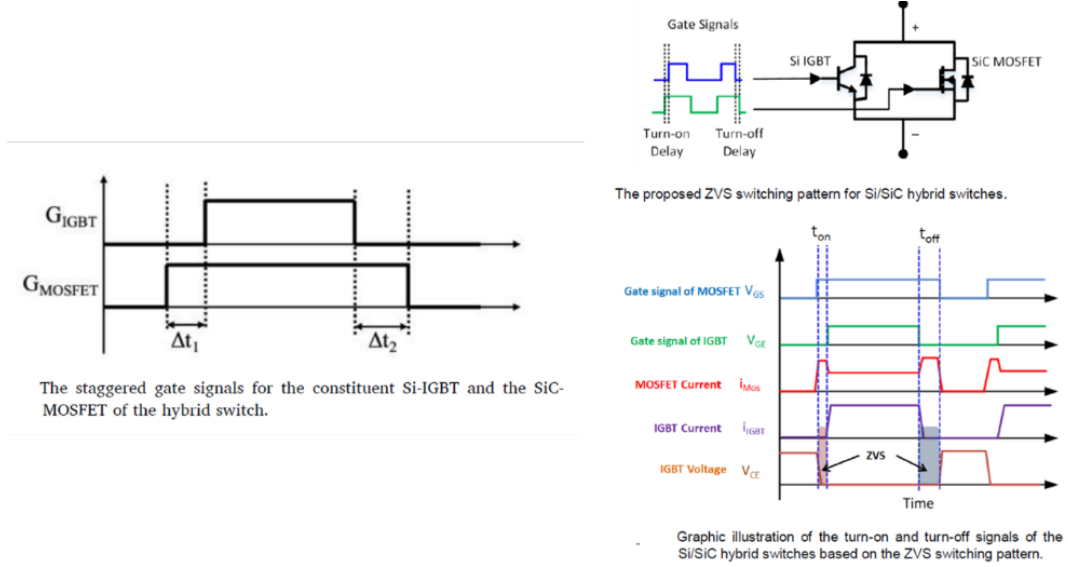 G_IGBT
G_MOSFET
Δt₁
Δt₂
The staggered gate signals for the constituent Si-IGBT and the SiC-
MOSFET of the hybrid switch.
Gate Signals
Si IGBT
SiC MOSFET
+
−
Turn-on
Delay
Turn-off
Delay
The proposed ZVS switching pattern for Si/SiC hybrid switches.
t_on
t_off
Gate signal of MOSFET V_GS
Gate signal of IGBT V_GE
MOSFET Current i_Mos
IGBT Current i_IGBT
ZVS
IGBT Voltage V_CE
Time
Graphic illustration of the turn-on and turn-off signals of the
Si/SiC hybrid switches based on the ZVS switching pattern.